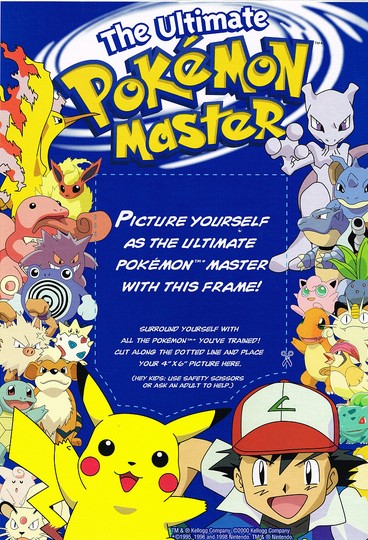 The Ultimate
POKéMON™
MASTER
PICTURE YOURSELF
AS THE ULTIMATE
POKÉMON™ MASTER
WITH THIS FRAME!
SURROUND YOURSELF WITH
ALL THE POKÉMON™ YOU'VE TRAINED!
CUT ALONG THE DOTTED LINE AND PLACE
YOUR 4" X 6" PICTURE HERE.
(HEY KIDS: USE SAFETY SCISSORS
OR ASK AN ADULT TO HELP.)
TM & ® Kellogg Company, ©2000 Kellogg Company
©1995, 1996 and 1998 Nintendo. TM/® Nintendo.